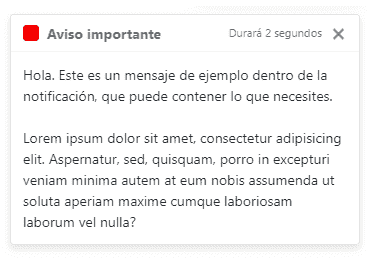 Aviso importante
Durará 2 segundos
Hola. Este es un mensaje de ejemplo dentro de la
notificación, que puede contener lo que necesites.
Lorem ipsum dolor sit amet, consectetur adipisicing
elit. Aspernatur, sed, quisquam, porro in excepturi
veniam minima autem at eum nobis assumenda ut
soluta aperiam maxime cumque laboriosam
laborum vel nulla?